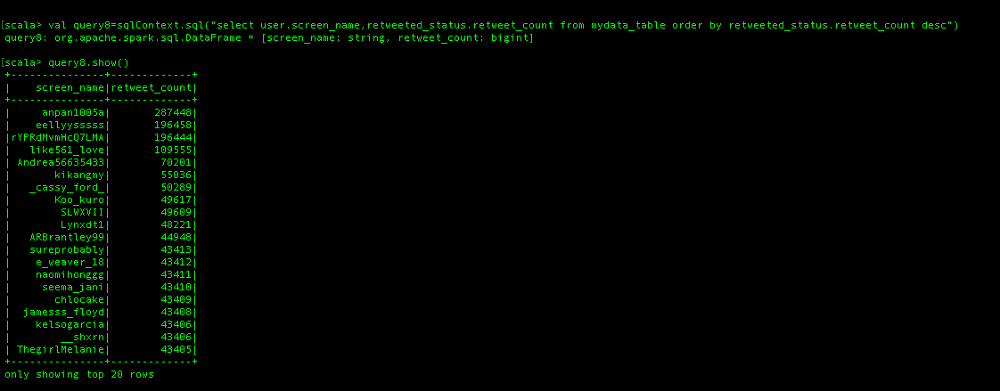 [scala> val query8=sqlContext.sql("select user.screen_name,retweeted_status.retweet_count from mydata_table order by retweeted_status.retweet_count desc")
query8: org.apache.spark.sql.DataFrame = [screen_name: string, retweet_count: bigint]
[scala> query8.show()
+---------------+-------------+
|    screen_name|retweet_count|
+---------------+-------------+
|     anpan1005a|       287448|
|    eellyysssss|       196458|
|rYPRdMvmHcQ7LMA|       196444|
|   like561_love|       109555|
| Andrea56635433|        70201|
|       kikangmy|        55036|
|   _cassy_ford_|        50289|
|       Koo_kuro|        49617|
|        SLWXVII|        49609|
|        Lynxdt1|        48221|
|   ARBrantley99|        44948|
|   sureprobably|        43413|
|    e_weaver_18|        43412|
|    naomihonggg|        43411|
|     seema_jani|        43410|
|       chlocake|        43409|
|  jamesss_floyd|        43408|
|    kelsogarcia|        43406|
|        __shxrn|        43406|
| ThegirlMelanie|        43405|
+---------------+-------------+
only showing top 20 rows